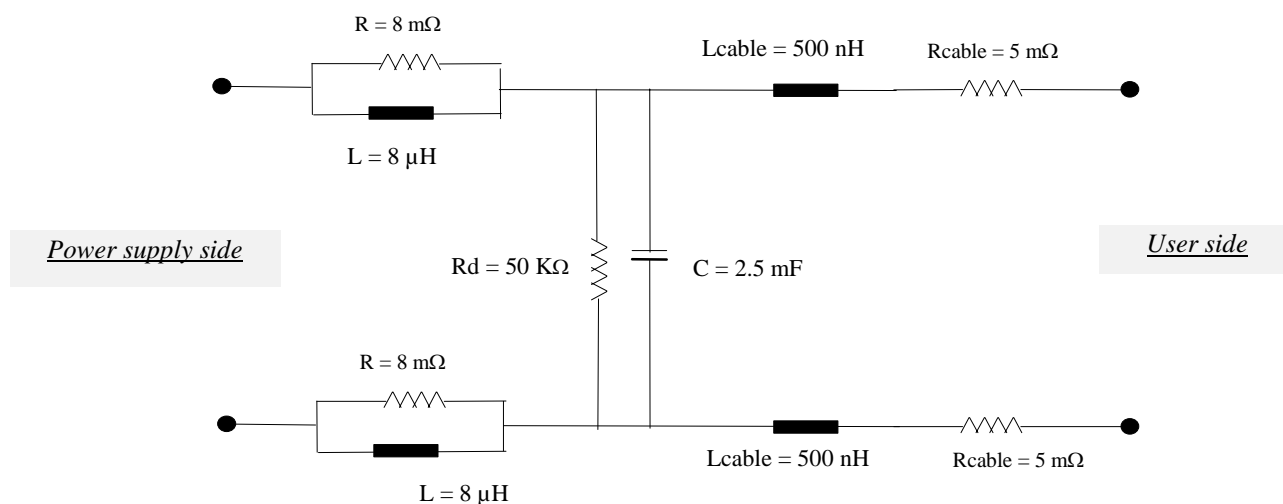 R = 8 mΩ
Lcable = 500 nH
Rcable = 5 mΩ
L = 8 µH
Power supply side
Rd = 50 KΩ
C = 2.5 mF
User side
R = 8 mΩ
Lcable = 500 nH
Rcable = 5 mΩ
L = 8 µH